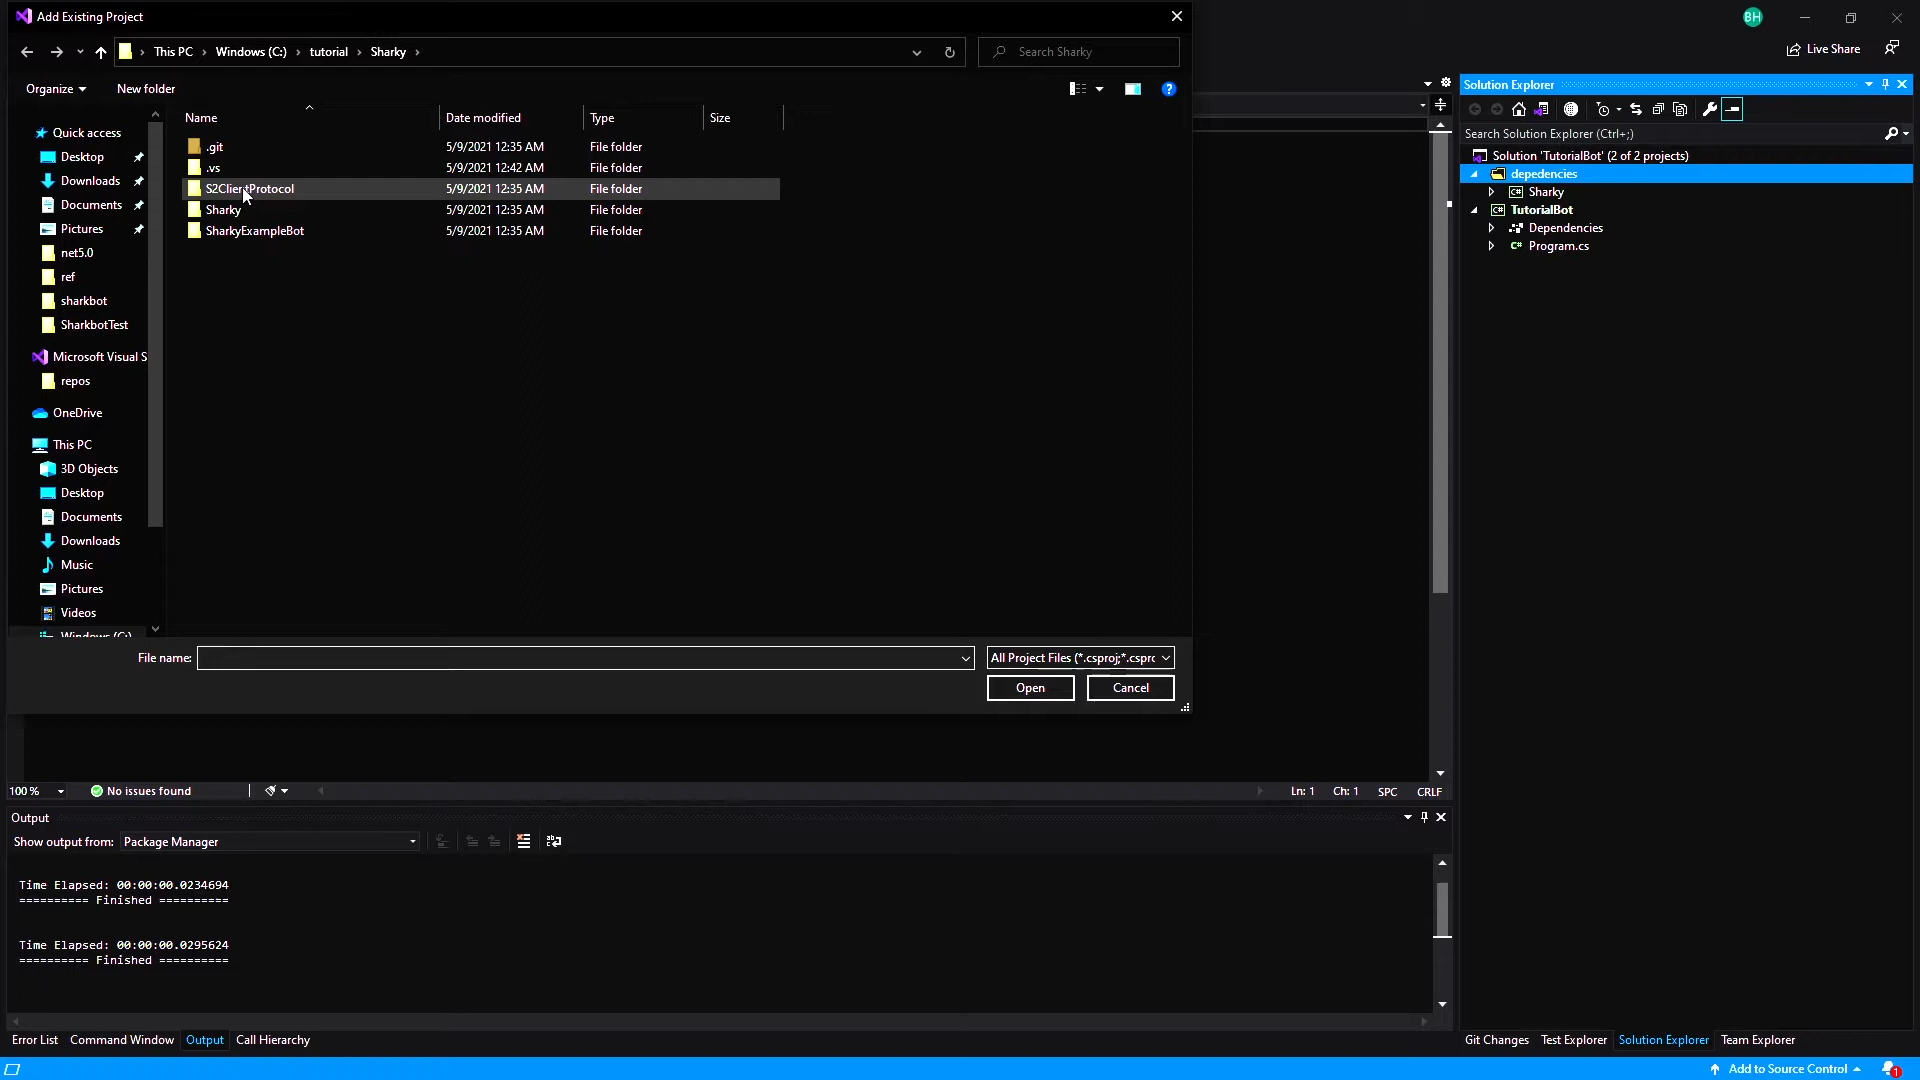 Add Existing Project
BH
This PC > Windows (C:) > tutorial > Sharky >
Search Sharky
Live Share
Organize
New folder
Solution Explorer
Name
Date modified
Type
Size
Search Solution Explorer (Ctrl+;)
Quick access
Desktop
Downloads
Documents
Pictures
net5.0
ref
sharkbot
SharkbotTest
Microsoft Visual S
repos
OneDrive
This PC
3D Objects
Desktop
Documents
Downloads
Music
Pictures
Videos
Windows (C:)
.git 5/9/2021 12:35 AM File folder
.vs 5/9/2021 12:42 AM File folder
S2ClientProtocol 5/9/2021 12:35 AM File folder
Sharky 5/9/2021 12:35 AM File folder
SharkyExampleBot 5/9/2021 12:35 AM File folder
Solution 'TutorialBot' (2 of 2 projects)
depedencies
C# Sharky
C# TutorialBot
Dependencies
C# Program.cs
File name:
All Project Files (*.csproj;*.cspro
Open
Cancel
100 %
No issues found
Ln: 1
Ch: 1
SPC
CRLF
Output
Show output from: Package Manager
Time Elapsed: 00:00:00.0234694
========== Finished ==========
Time Elapsed: 00:00:00.0295624
========== Finished ==========
Error List
Command Window
Output
Call Hierarchy
Git Changes
Test Explorer
Solution Explorer
Team Explorer
Add to Source Control
1